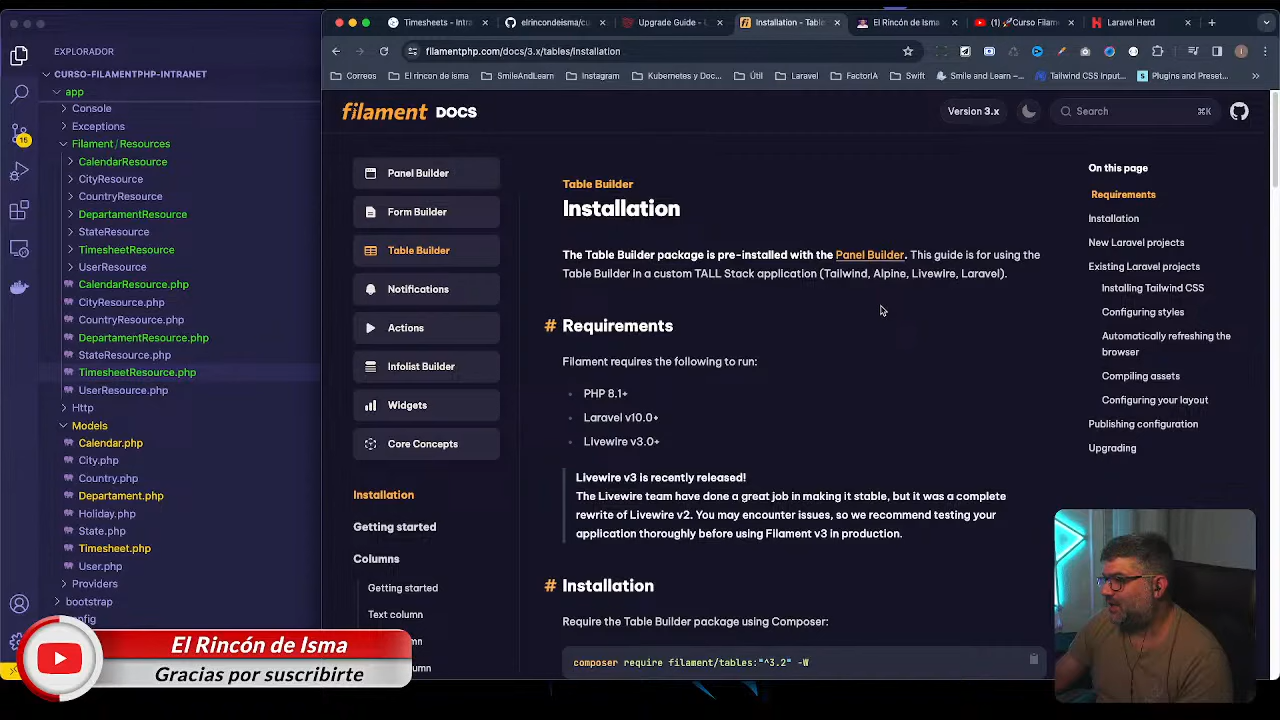 EXPLORADOR
CURSO-FILAMENTPHP-INTRANET
app
Console
Exceptions
Filament / Resources
CalendarResource
CityResource
CountryResource
DepartamentResource
StateResource
TimesheetResource
UserResource
CalendarResource.php
CityResource.php
CountryResource.php
DepartamentResource.php
StateResource.php
TimesheetResource.php
UserResource.php
Http
Models
Calendar.php
City.php
Country.php
Departament.php
Holiday.php
State.php
Timesheet.php
User.php
Providers
bootstrap
15
Timesheets - Intra
elrincondeisma/cu
Upgrade Guide - L
Installation - Table
El Rincón de Isma
(1) 🚀Curso Filame
Laravel Herd
filamentphp.com/docs/3.x/tables/installation
Correos
El rincon de isma
SmileAndLearn
Instagram
Kubernetes y Doc...
Útil
Laravel
FactorIA
Swift
Smile and Learn –...
Tailwind CSS Input...
Plugins and Preset...
»
filament DOCS
Version 3.x
Search
⌘K
Panel Builder
Form Builder
Table Builder
Notifications
Actions
Infolist Builder
Widgets
Core Concepts
Installation
Getting started
Columns
Getting started
Text column
Table Builder
Installation
The Table Builder package is pre-installed with the Panel Builder. This guide is for using the
Table Builder in a custom TALL Stack application (Tailwind, Alpine, Livewire, Laravel).
# Requirements
Filament requires the following to run:
PHP 8.1+
Laravel v10.0+
Livewire v3.0+
Livewire v3 is recently released!
The Livewire team have done a great job in making it stable, but it was a complete
rewrite of Livewire v2. You may encounter issues, so we recommend testing your
application thoroughly before using Filament v3 in production.
# Installation
Require the Table Builder package using Composer:
composer require filament/tables:"^3.2" -W
On this page
Requirements
Installation
New Laravel projects
Existing Laravel projects
Installing Tailwind CSS
Configuring styles
Automatically refreshing the
browser
Compiling assets
Configuring your layout
Publishing configuration
Upgrading
El Rincón de Isma
Gracias por suscribirte